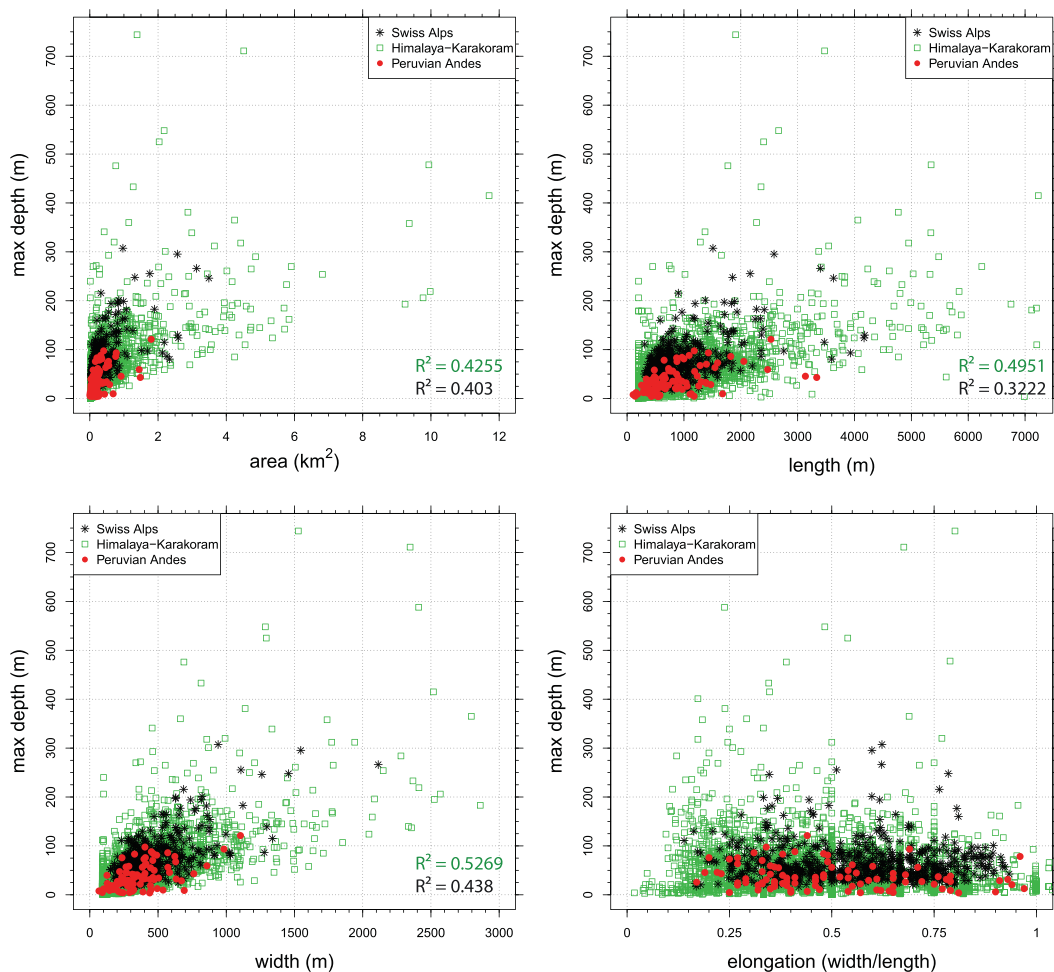 Swiss Alps
Himalaya−Karakoram
Peruvian Andes
max depth (m)
0 100 200 300 400 500 600 700
R² = 0.4255
R² = 0.403
0 2 4 6 8 10 12
area (km²)
Swiss Alps
Himalaya−Karakoram
Peruvian Andes
max depth (m)
0 100 200 300 400 500 600 700
R² = 0.4951
R² = 0.3222
0 1000 2000 3000 4000 5000 6000 7000
length (m)
Swiss Alps
Himalaya−Karakoram
Peruvian Andes
max depth (m)
0 100 200 300 400 500 600 700
R² = 0.5269
R² = 0.438
0 500 1000 1500 2000 2500 3000
width (m)
Swiss Alps
Himalaya−Karakoram
Peruvian Andes
max depth (m)
0 100 200 300 400 500 600 700
0 0.25 0.5 0.75 1
elongation (width/length)